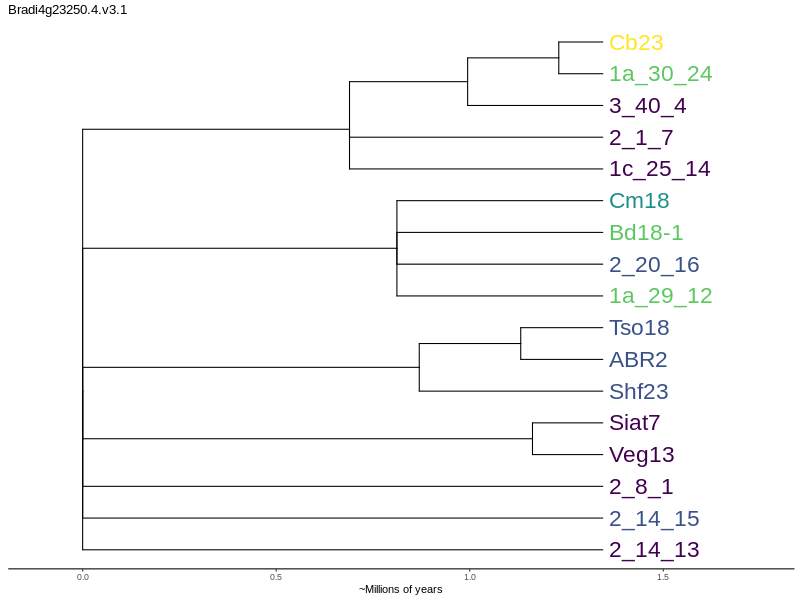 Bradi4g23250.4.v3.1
Cb23
1a_30_24
3_40_4
2_1_7
1c_25_14
Cm18
Bd18-1
2_20_16
1a_29_12
Tso18
ABR2
Shf23
Siat7
Veg13
2_8_1
2_14_15
2_14_13
0.0 0.5 1.0 1.5
~Millions of years